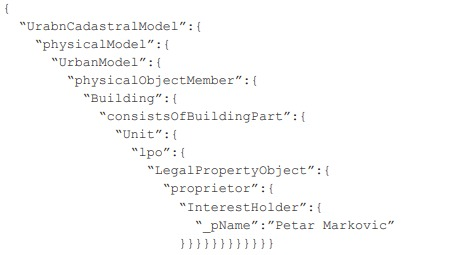 {
“UrabnCadastralModel”:{
“physicalModel”:{
“UrbanModel”:{
“physicalObjectMember”:{
“Building”:{
“consistsOfBuildingPart”:{
“Unit”:{
“lpo”:{
“LegalPropertyObject”:{
“proprietor”:{
“InterestHolder”:{
“_pName”:”Petar Markovic”
}}}}}}}}}}}}